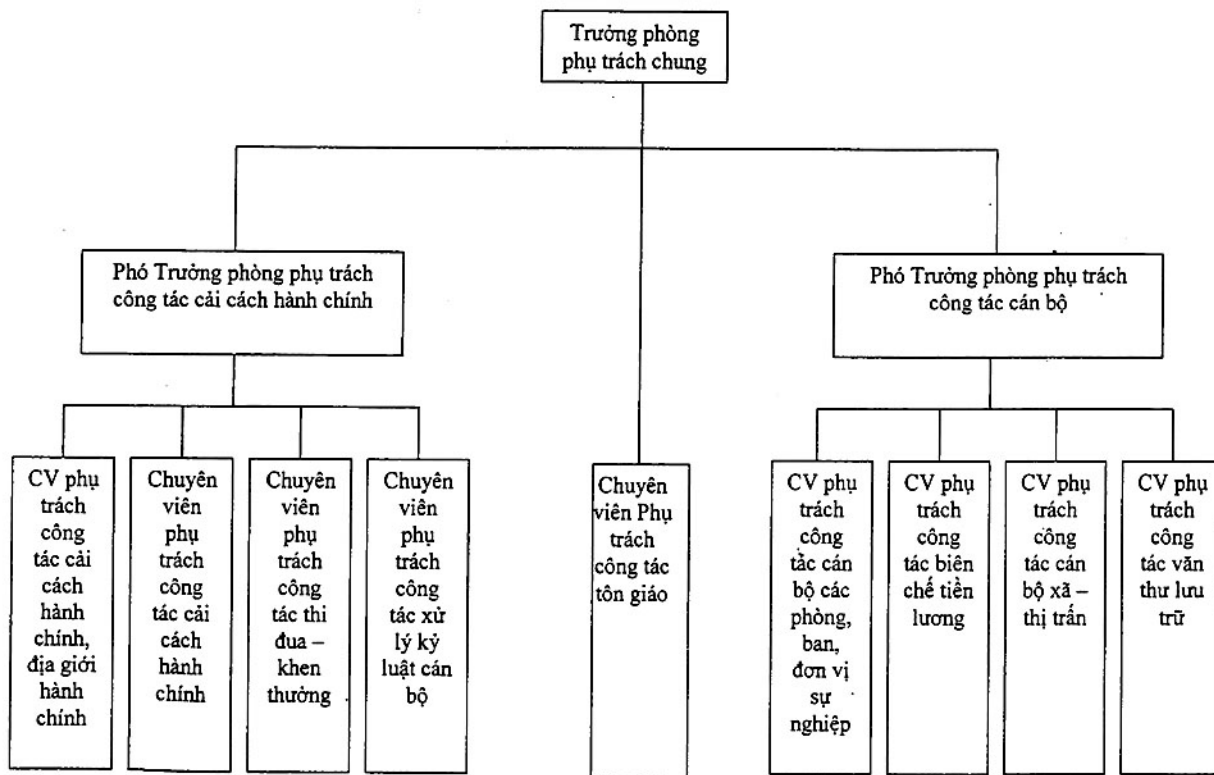 Trưởng phòng
phụ trách chung
Phó Trưởng phòng phụ trách
công tác cải cách hành chính
Phó Trưởng phòng phụ trách
công tác cán bộ
CV phụ
trách
công
tác cải
cách
hành
chính,
địa giới
hành
chính
Chuyên
viên
phụ
trách
công
tác cải
cách
hành
chính
Chuyên
viên
phụ
trách
công
tác thi
đua –
khen
thưởng
Chuyên
viên
phụ
trách
công
tác xử
lý kỷ
luật cán
bộ
Chuyên
viên Phụ
trách
công tác
tôn giáo
CV phụ
trách
công
tác cán
bộ các
phòng,
ban,
đơn vị
sự
nghiệp
CV phụ
trách
công
tác biên
chế tiền
lương
CV phụ
trách
công
tác cán
bộ xã –
thị trấn
CV phụ
trách
công
tác văn
thư lưu
trữ